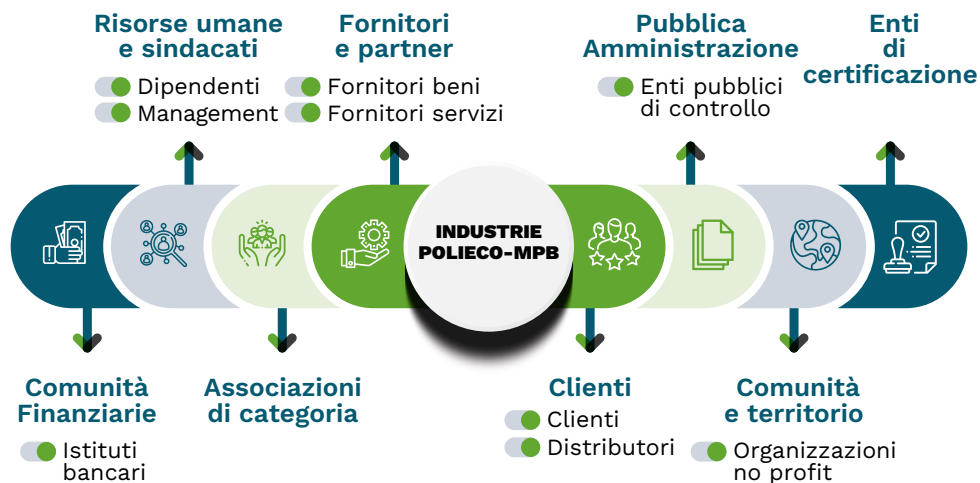 Risorse umane
e sindacati
Dipendenti
Management
Fornitori
e partner
Fornitori beni
Fornitori servizi
Pubblica
Amministrazione
Enti pubblici
di controllo
Enti
di
certificazione
INDUSTRIE
POLIECO-MPB
Comunità
Finanziarie
Istituti
bancari
Associazioni
di categoria
Clienti
Clienti
Distributori
Comunità
e territorio
Organizzazioni
no profit